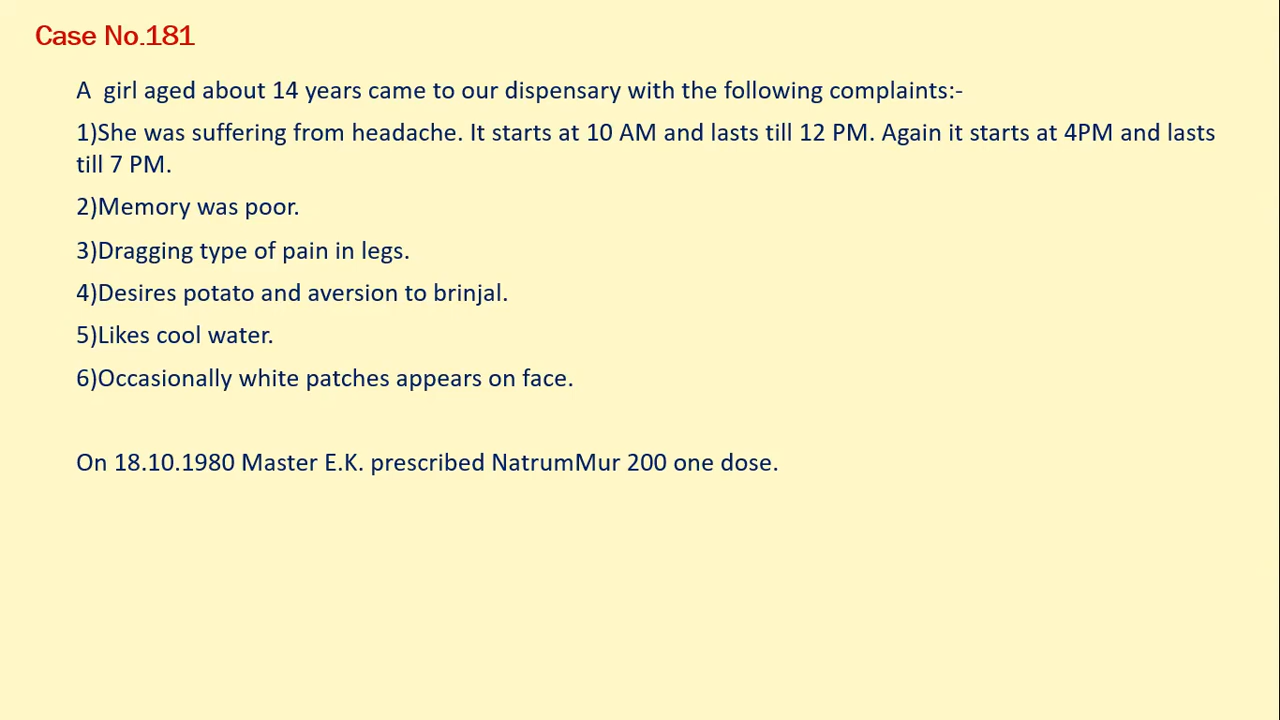 Case No.181
A  girl aged about 14 years came to our dispensary with the following complaints:-
1)She was suffering from headache. It starts at 10 AM and lasts till 12 PM. Again it starts at 4PM and lasts
till 7 PM.
2)Memory was poor.
3)Dragging type of pain in legs.
4)Desires potato and aversion to brinjal.
5)Likes cool water.
6)Occasionally white patches appears on face.
On 18.10.1980 Master E.K. prescribed NatrumMur 200 one dose.